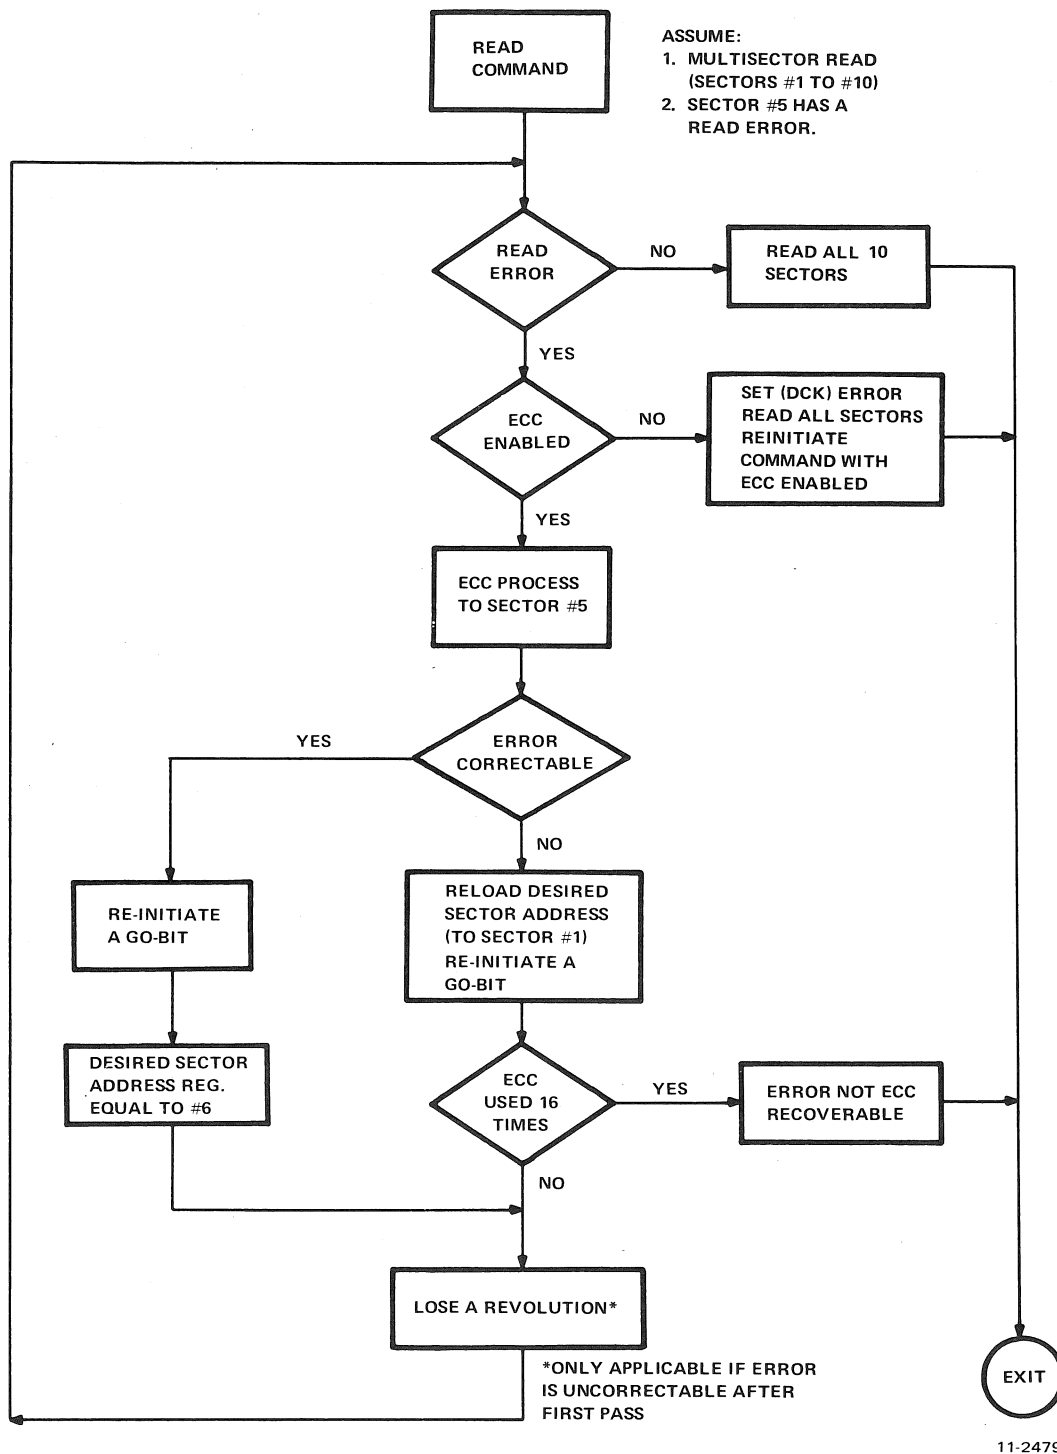 READ
COMMAND
ASSUME:
1. MULTISECTOR READ
(SECTORS #1 TO #10)
2. SECTOR #5 HAS A
READ ERROR.
READ
ERROR
NO
READ ALL 10
SECTORS
YES
ECC
ENABLED
NO
SET (DCK) ERROR
READ ALL SECTORS
REINITIATE
COMMAND WITH
ECC ENABLED
YES
ECC PROCESS
TO SECTOR #5
ERROR
CORRECTABLE
YES
NO
RE-INITIATE
A GO-BIT
RELOAD DESIRED
SECTOR ADDRESS
(TO SECTOR #1)
RE-INITIATE A
GO-BIT
DESIRED SECTOR
ADDRESS REG.
EQUAL TO #6
ECC
USED 16
TIMES
YES
ERROR NOT ECC
RECOVERABLE
NO
LOSE A REVOLUTION*
*ONLY APPLICABLE IF ERROR
IS UNCORRECTABLE AFTER
FIRST PASS
EXIT
11-2479